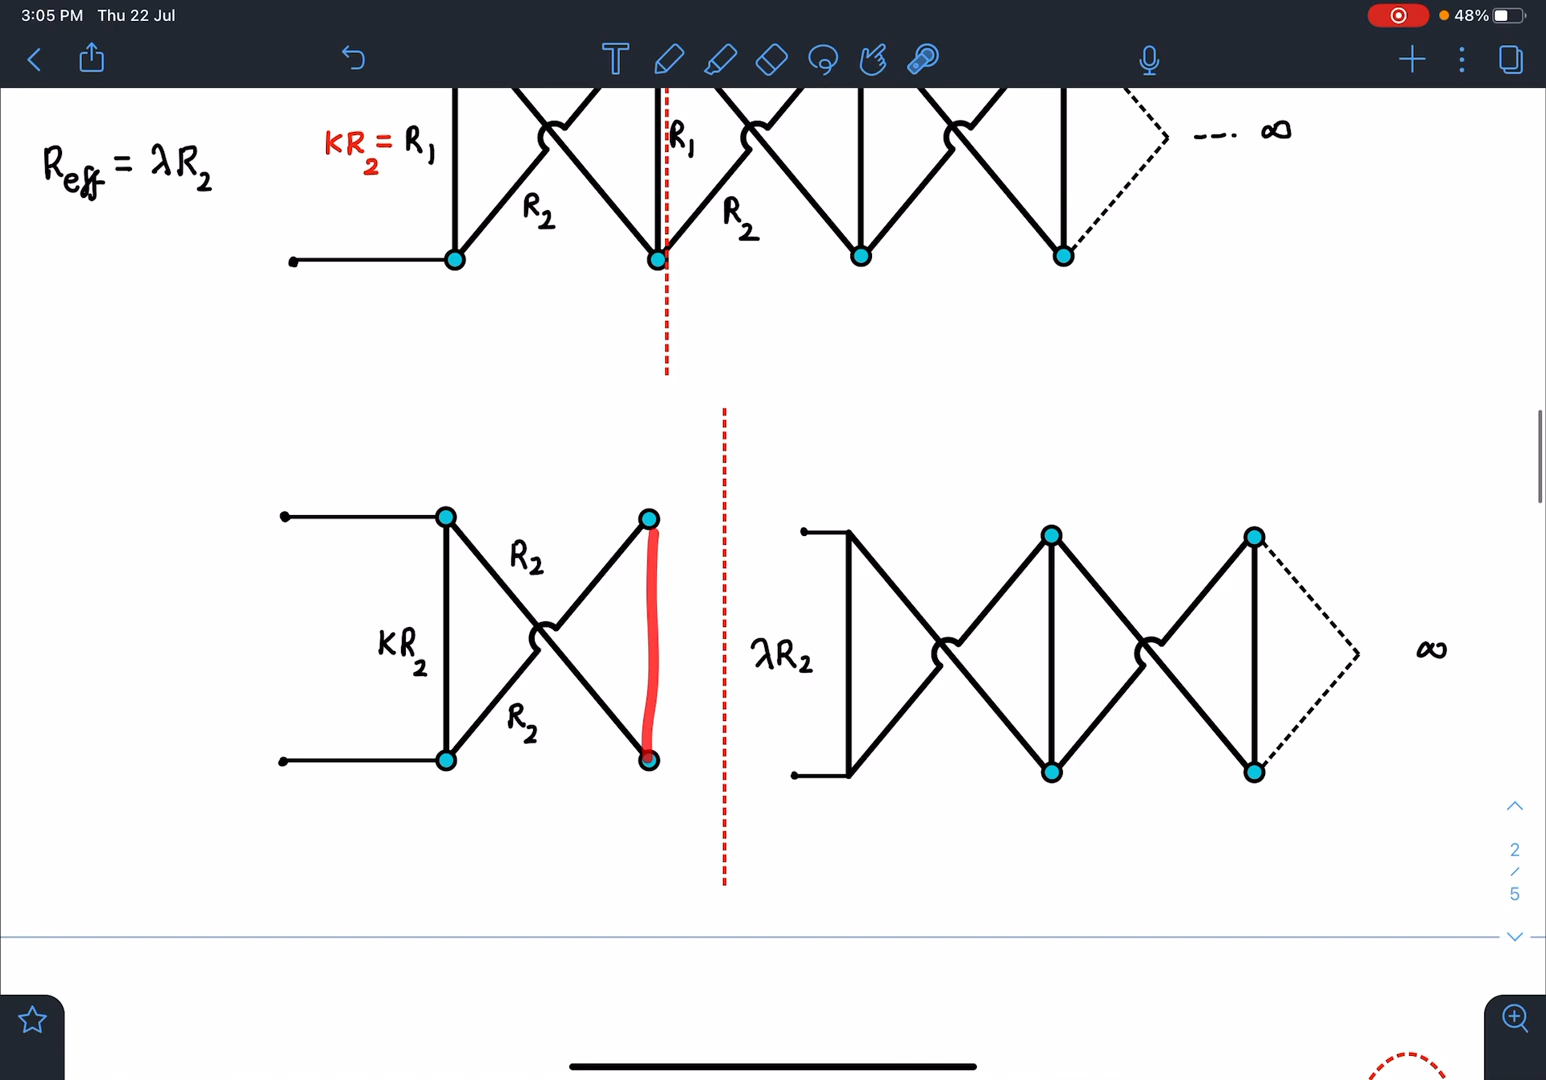 3:05 PM Thu 22 Jul
48%
T
KR₂ = R₁
R₁
--- ∞
R_eff = λR₂
R₂
R₂
R₂
KR₂
λR₂
∞
R₂
2
/
5